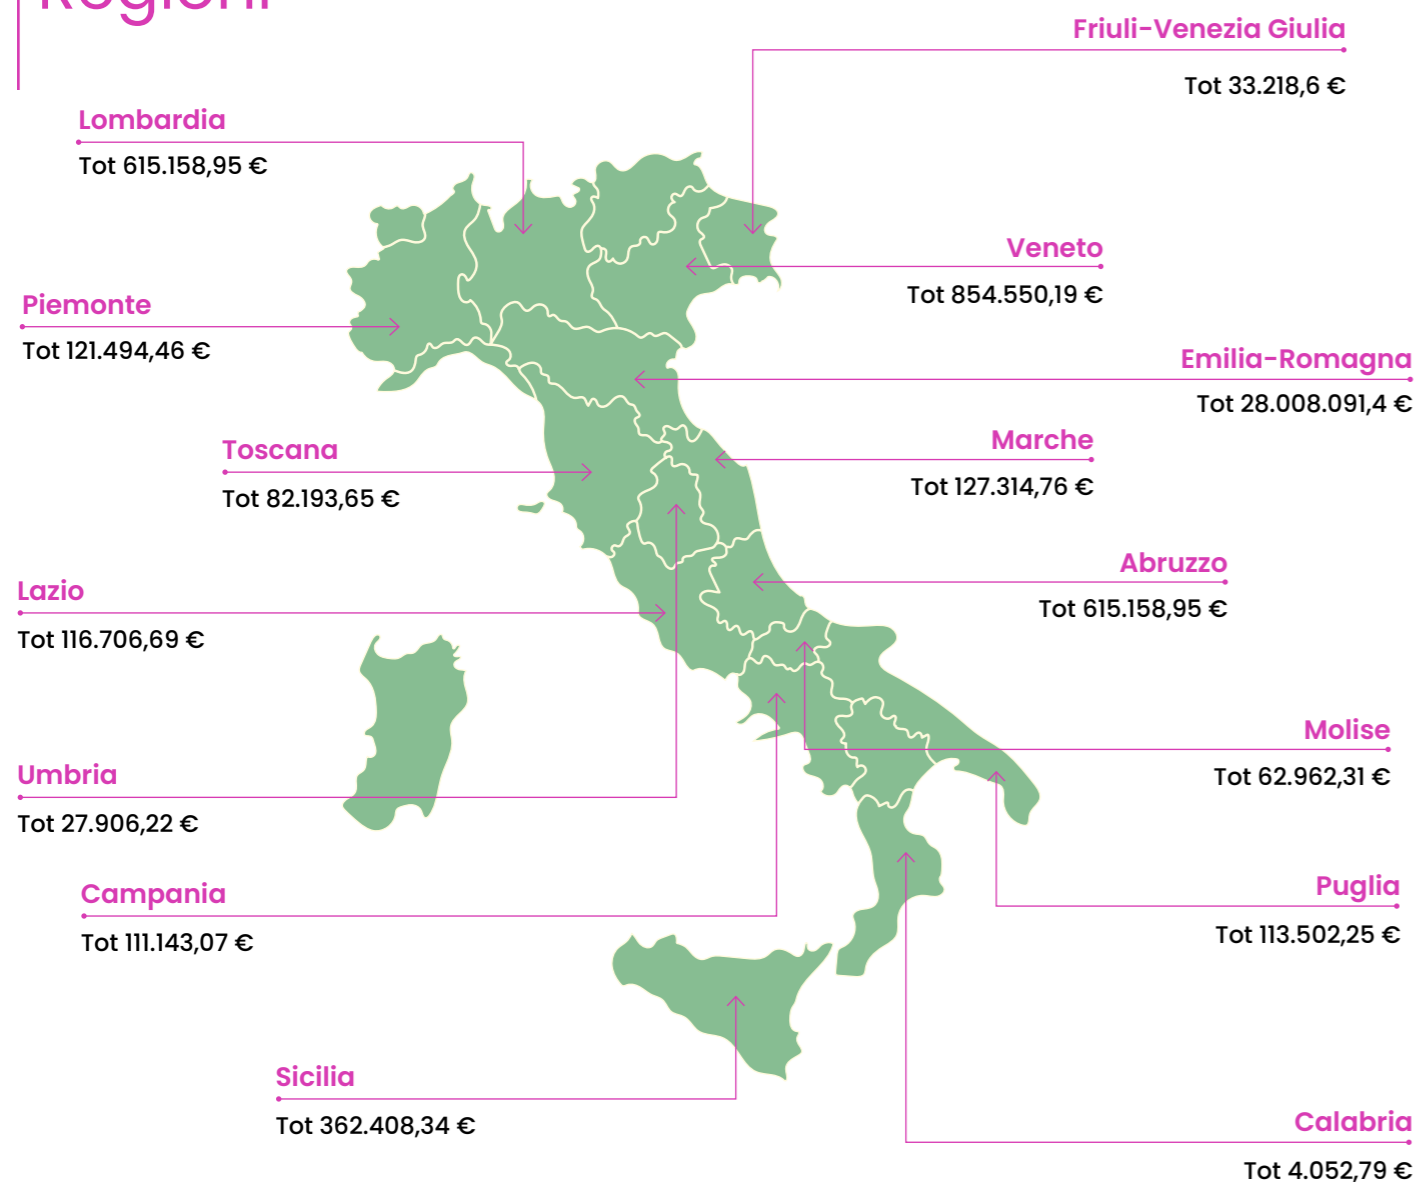 Regioni
Friuli-Venezia Giulia
Tot 33.218,6 €
Lombardia
Tot 615.158,95 €
Veneto
Tot 854.550,19 €
Piemonte
Tot 121.494,46 €
Emilia-Romagna
Tot 28.008.091,4 €
Toscana
Tot 82.193,65 €
Marche
Tot 127.314,76 €
Abruzzo
Tot 615.158,95 €
Lazio
Tot 116.706,69 €
Molise
Tot 62.962,31 €
Umbria
Tot 27.906,22 €
Campania
Tot 111.143,07 €
Puglia
Tot 113.502,25 €
Sicilia
Tot 362.408,34 €
Calabria
Tot 4.052,79 €